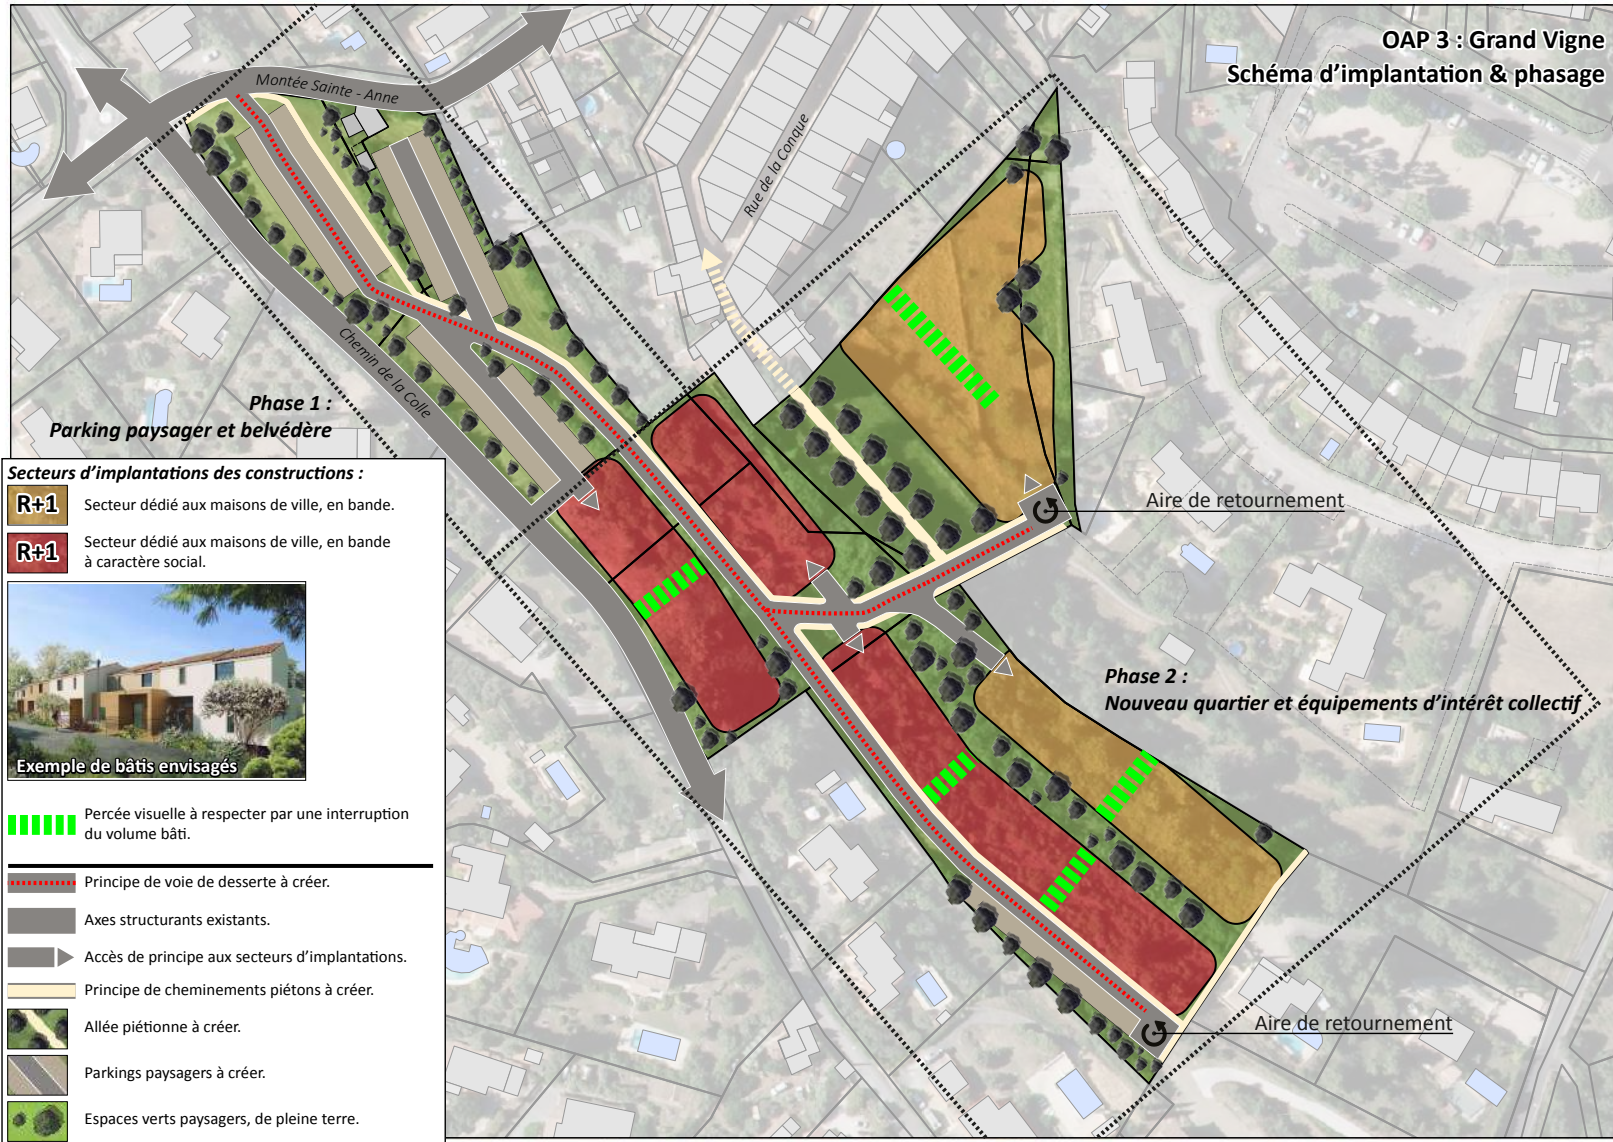 OAP 3 : Grand Vigne
Schéma d'implantation & phasage
Montée Sainte - Anne
Rue de la Conque
Chemin de la Colle
Phase 1 :
Parking paysager et belvédère
Aire de retournement
Phase 2 :
Nouveau quartier et équipements d'intérêt collectif
Aire de retournement
Secteurs d'implantations des constructions :
R+1
Secteur dédié aux maisons de ville, en bande.
R+1
Secteur dédié aux maisons de ville, en bande
à caractère social.
Exemple de bâtis envisagés
Percée visuelle à respecter par une interruption
du volume bâti.
Principe de voie de desserte à créer.
Axes structurants existants.
Accès de principe aux secteurs d'implantations.
Principe de cheminements piétons à créer.
Allée piétionne à créer.
Parkings paysagers à créer.
Espaces verts paysagers, de pleine terre.